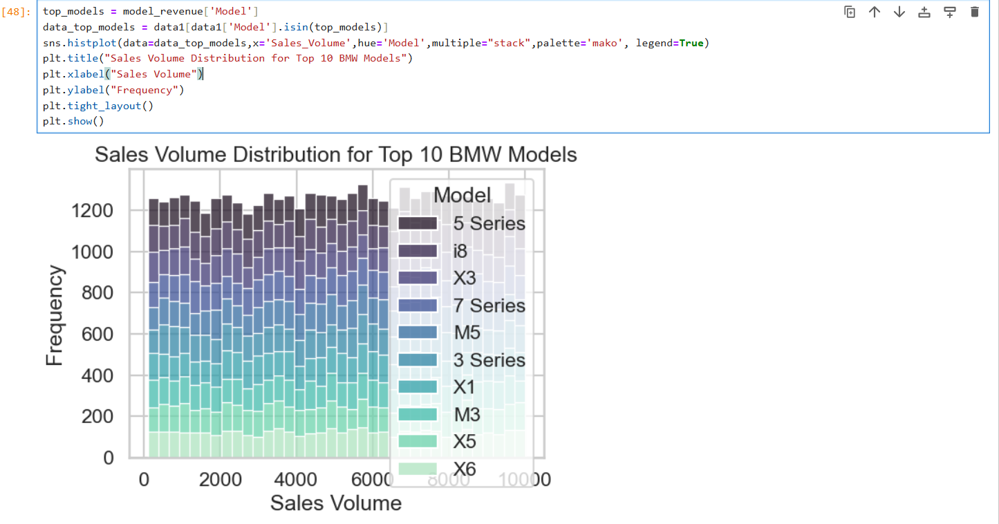 [48]:
top_models = model_revenue['Model']
data_top_models = data1[data1['Model'].isin(top_models)]
sns.histplot(data=data_top_models,x='Sales_Volume',hue='Model',multiple="stack",palette='mako', legend=True)
plt.title("Sales Volume Distribution for Top 10 BMW Models")
plt.xlabel("Sales Volume")
plt.ylabel("Frequency")
plt.tight_layout()
plt.show()
Sales Volume Distribution for Top 10 BMW Models
Frequency
1200
1000
800
600
400
200
0
Model
5 Series
i8
X3
7 Series
M5
3 Series
X1
M3
X5
X6
0 2000 4000 6000 8000 10000
Sales Volume